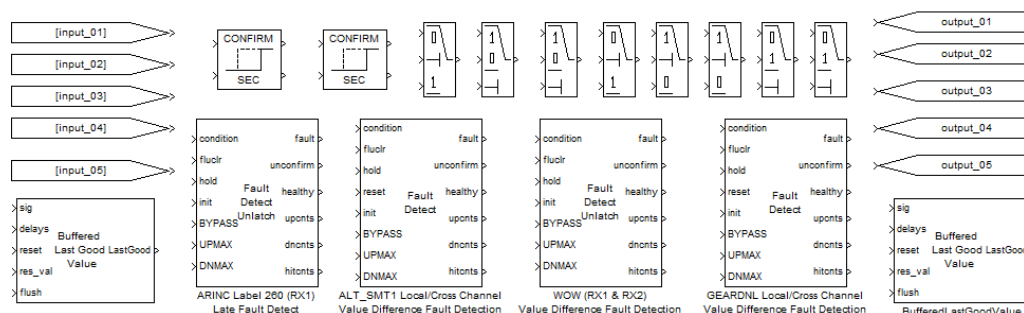 [input_01]
[input_02]
[input_03]
[input_04]
[input_05]
CONFIRM
SEC
CONFIRM
SEC
0
1
1
0
1
0
0
1
1
0
0
1
0
1
0
1
output_01
output_02
output_03
output_04
output_05
sig
delays
reset
res_val
flush
Buffered
Last Good LastGood
Value
condition
fluclr
hold
init
BYPASS
UPMAX
DNMAX
Fault
Detect
Unlatch
fault
unconfirm
healthy
uponts
dncnts
hitcnts
ARINC Label 260 (RX1)
Late Fault Detect
condition
fluclr
hold
reset
init
BYPASS
UPMAX
DNMAX
Fault
Detect
fault
unconfirm
healthy
upcnts
dncnts
hitcnts
ALT_SMT1 Local/Cross Channel
Value Difference Fault Detection
condition
fluclr
hold
init
BYPASS
UPMAX
DNMAX
Fault
Detect
Unlatch
fault
unconfirm
healthy
upcnts
dncnts
hitcnts
WOW (RX1 & RX2)
Value Difference Fault Detection
condition
fluclr
hold
reset
init
BYPASS
UPMAX
DNMAX
Fault
Detect
fault
unconfirm
healthy
upcnts
dncnts
hitcnts
GEARDNL Local/Cross Channel
Value Difference Fault Detection
sig
delays
reset
res_val
flush
Buffered
Last Good LastGood
Value
BufferedLastGoodValue